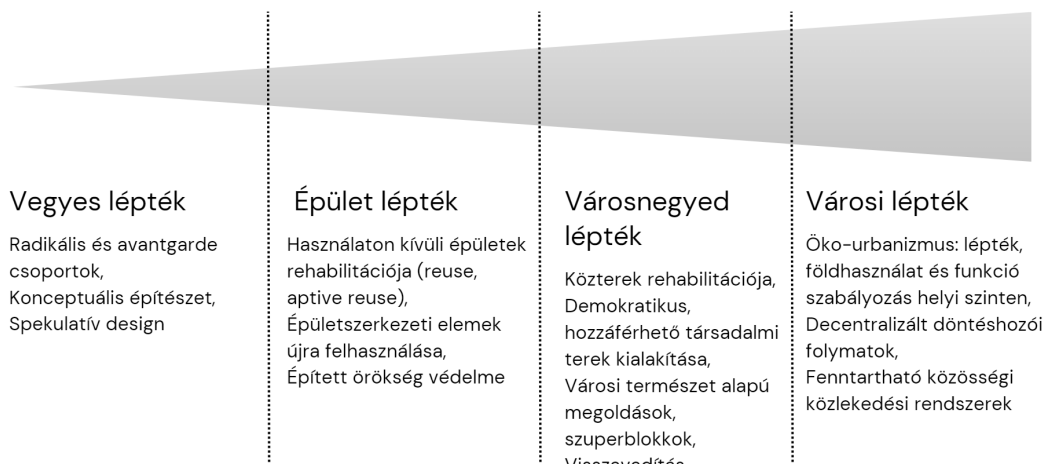 Vegyes lépték
Radikális és avantgarde
csoportok,
Konceptuális építészet,
Spekulatív design
Épület lépték
Használaton kívüli épületek
rehabilitációja (reuse,
aptive reuse),
Épületszerkezeti elemek
újra felhasználása,
Épített örökség védelme
Városnegyed
lépték
Közterek rehabilitációja,
Demokratikus,
hozzáférhető társadalmi
terek kialakítása,
Városi természet alapú
megoldások,
szuperblokkok,
Városi lépték
Öko-urbanizmus: lépték,
földhasználat és funkció
szabályozás helyi szinten,
Decentralizált döntéshozói
folymatok,
Fenntartható közösségi
közlekedési rendszerek